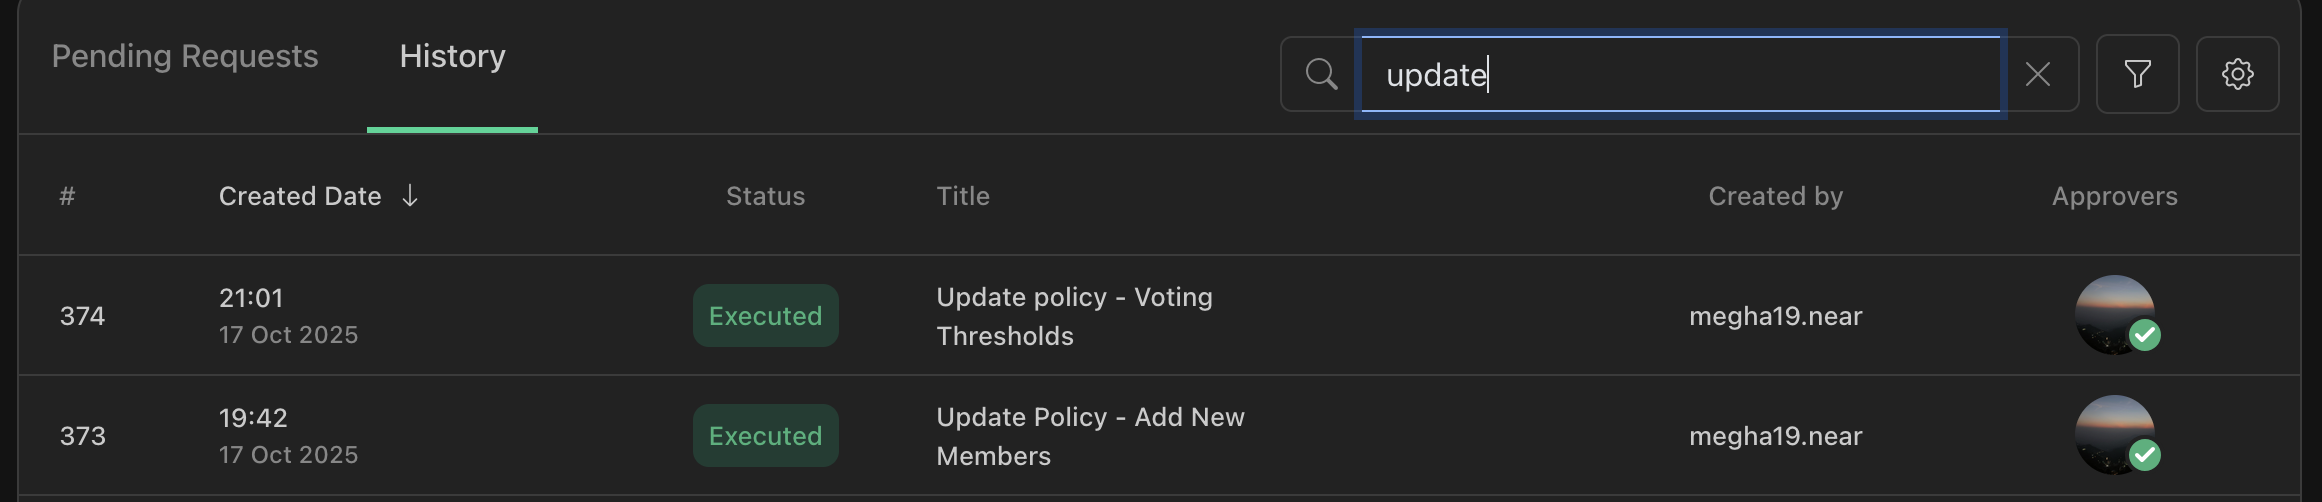 Pending Requests
History
update
#
Created Date ↓
Status
Title
Created by
Approvers
374
21:01
17 Oct 2025
Executed
Update policy - Voting
Thresholds
megha19.near
373
19:42
17 Oct 2025
Executed
Update Policy - Add New
Members
megha19.near